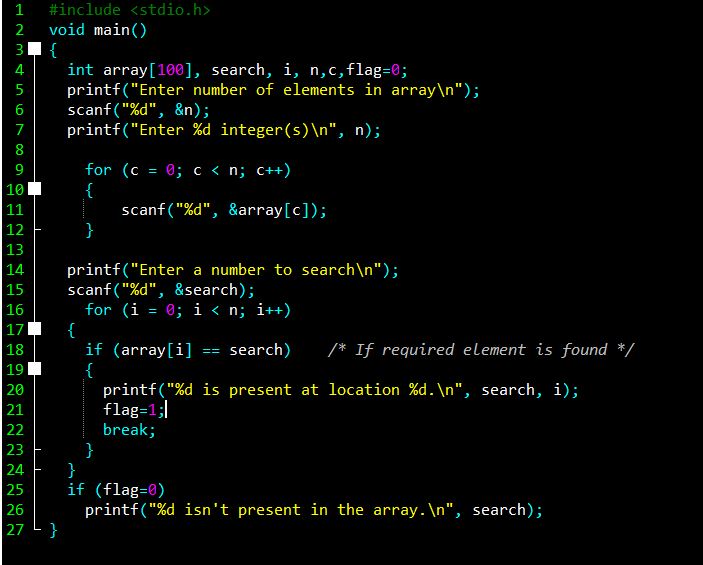 1 #include <stdio.h>
2 void main()
3 {
4 int array[100], search, i, n,c,flag=0;
5 printf("Enter number of elements in array\n");
6 scanf("%d", &n);
7 printf("Enter %d integer(s)\n", n);
8
9 for (c = 0; c < n; c++)
10 {
11 scanf("%d", &array[c]);
12 }
13
14 printf("Enter a number to search\n");
15 scanf("%d", &search);
16 for (i = 0; i < n; i++)
17 {
18 if (array[i] == search) /* If required element is found */
19 {
20 printf("%d is present at location %d.\n", search, i);
21 flag=1;
22 break;
23 }
24 }
25 if (flag=0)
26 printf("%d isn't present in the array.\n", search);
27 }